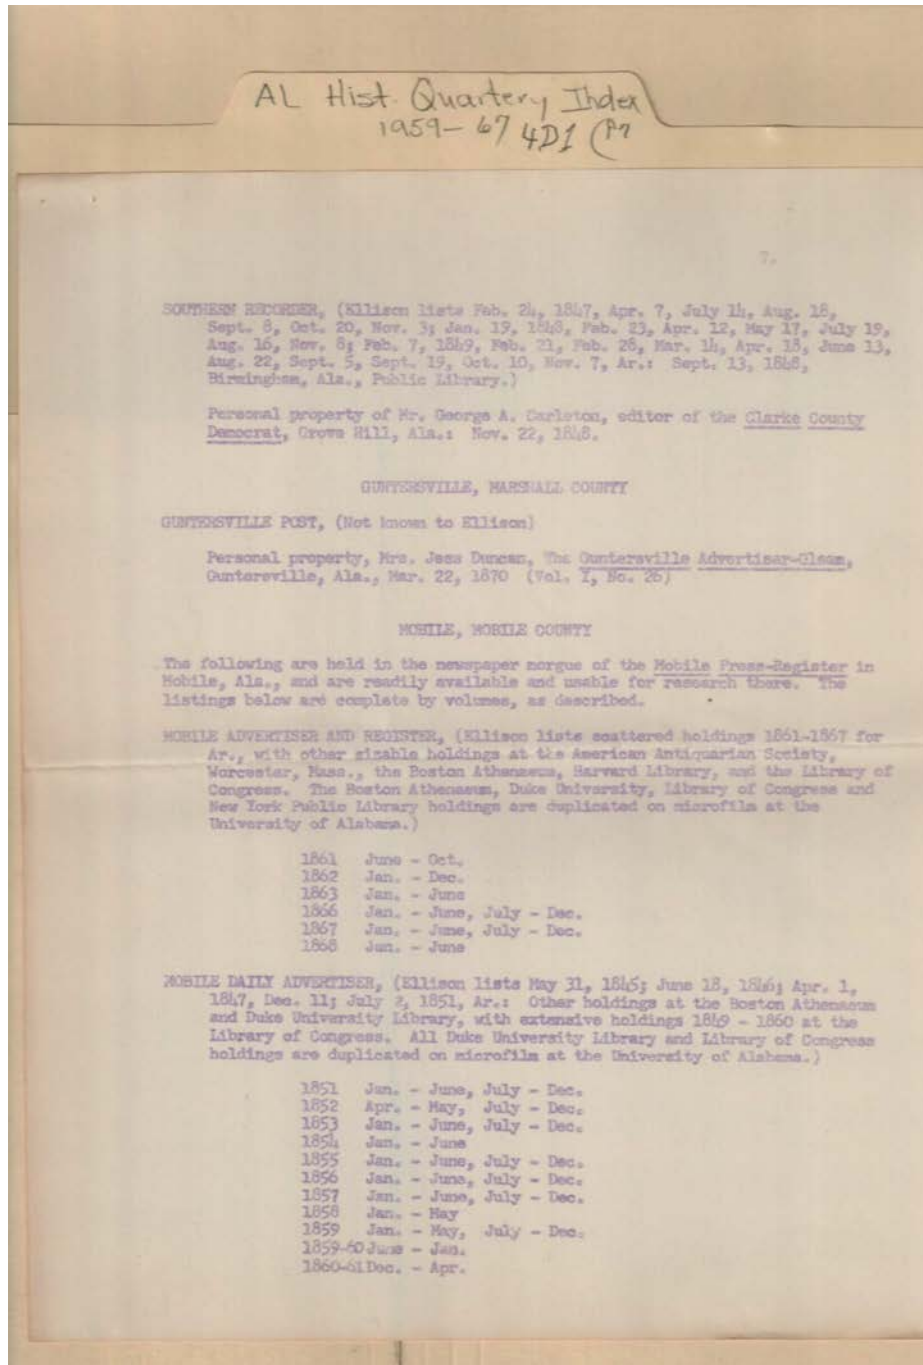 AL Hist. Quartery Index
1959-67 4D1 (P7
7.
SOUTHERN RECORDER, (Ellison lists Feb. 24, 1847, Apr. 7, July 14, Aug. 18,
Sept. 8, Oct. 20, Nov. 3; Jan. 19, 1848, Feb. 23, Apr. 12, May 17, July 19,
Aug. 16, Nov. 8; Feb. 7, 1849, Feb. 21, Feb. 28, Mar. 14, Apr. 18, June 13,
Aug. 22, Sept. 5, Sept. 19, Oct. 10, Nov. 7, Ar.: Sept. 13, 1848,
Birmingham, Ala., Public Library.)
Personal property of Mr. George A. Carleton, editor of the Clarke County
Democrat, Grove Hill, Ala.: Nov. 22, 1848.
GUNTERSVILLE, MARSHALL COUNTY
GUNTERSVILLE POST, (Not known to Ellison)
Personal property, Mrs. Jess Duncan, The Guntersville Advertiser-Gleam,
Guntersville, Ala., Mar. 22, 1870 (Vol. I, No. 26)
MOBILE, MOBILE COUNTY
The following are held in the newspaper morgue of the Mobile Press-Register in
Mobile, Ala., and are readily available and usable for research there. The
listings below are complete by volumes, as described.
MOBILE ADVERTISER AND REGISTER, (Ellison lists scattered holdings 1861-1867 for
Ar., with other sizable holdings at the American Antiquarian Society,
Worcester, Mass., the Boston Athenaeum, Harvard Library, and the Library of
Congress. The Boston Athenaeum, Duke University, Library of Congress and
New York Public Library holdings are duplicated on microfilm at the
University of Alabama.)
1861 June - Oct.
1862 Jan. - Dec.
1863 Jan. - June
1866 Jan. - June, July - Dec.
1867 Jan. - June, July - Dec.
1868 Jan. - June
MOBILE DAILY ADVERTISER, (Ellison lists May 31, 1845; June 18, 1846; Apr. 1,
1847, Dec. 11; July 2, 1851, Ar.: Other holdings at the Boston Athenaeum
and Duke University Library, with extensive holdings 1849 - 1860 at the
Library of Congress. All Duke University Library and Library of Congress
holdings are duplicated on microfilm at the University of Alabama.)
1851 Jan. - June, July - Dec.
1852 Apr. - May, July - Dec.
1853 Jan. - June, July - Dec.
1854 Jan. - June
1855 Jan. - June, July - Dec.
1856 Jan. - June, July - Dec.
1857 Jan. - June, July - Dec.
1858 Jan. - May
1859 Jan. - May, July - Dec.
1859-60 June - Jan.
1860-61 Dec. - Apr.